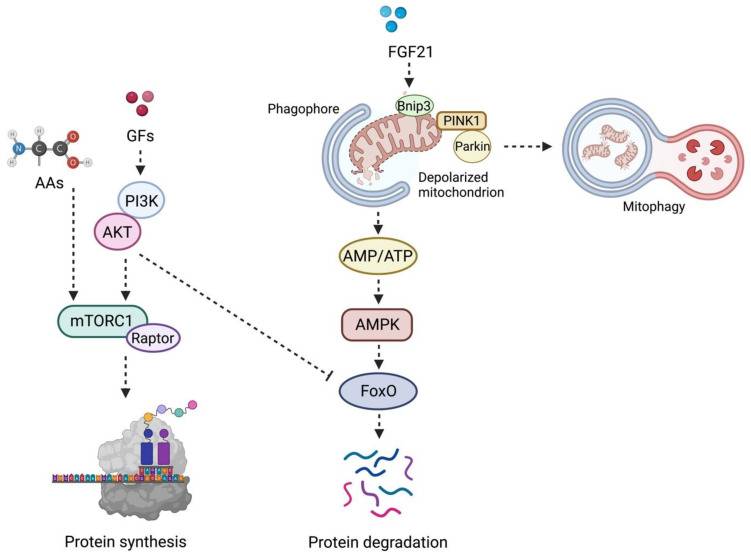 FGF21
Bnip3
Phagophore
PINK1
Parkin
Depolarized
mitochondrion
Mitophagy
GFs
H
H
O
N
C
C
H
O
H
AAs
PI3K
AKT
AMP/ATP
mTORC1
Raptor
AMPK
FoxO
Protein synthesis
Protein degradation